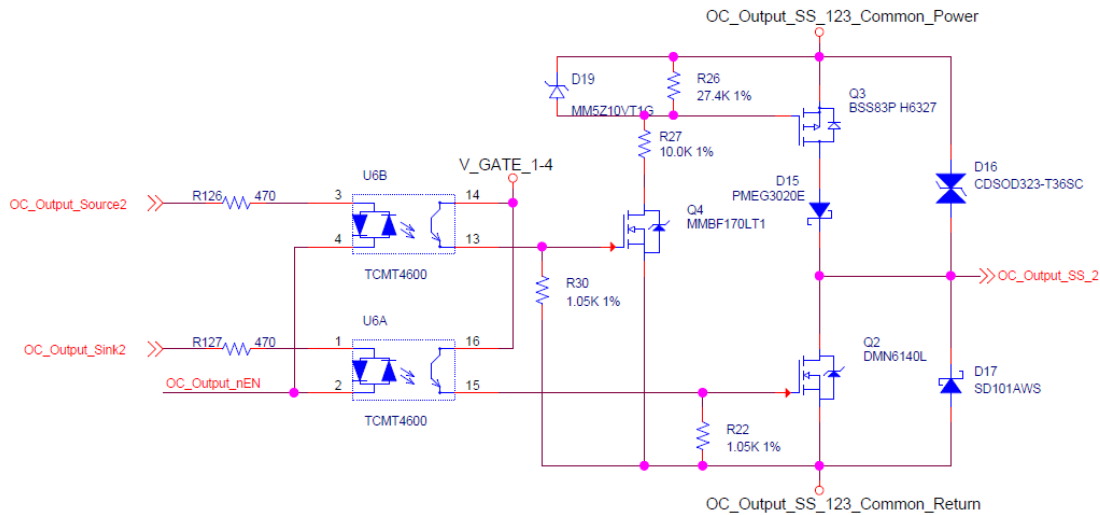 OC_Output_SS_123_Common_Power
D19
MM5Z10VT1G
R26
27.4K 1%
Q3
BSS83P H6327
R27
10.0K 1%
V_GATE_1-4
U6B
OC_Output_Source2
R126
470
3
14
4
13
TCMT4600
D15
PMEG3020E
D16
CDSOD323-T36SC
Q4
MMBF170LT1
OC_Output_SS_2
R30
1.05K 1%
U6A
OC_Output_Sink2
R127
470
1
16
OC_Output_nEN
2
15
TCMT4600
Q2
DMN6140L
D17
SD101AWS
R22
1.05K 1%
OC_Output_SS_123_Common_Return